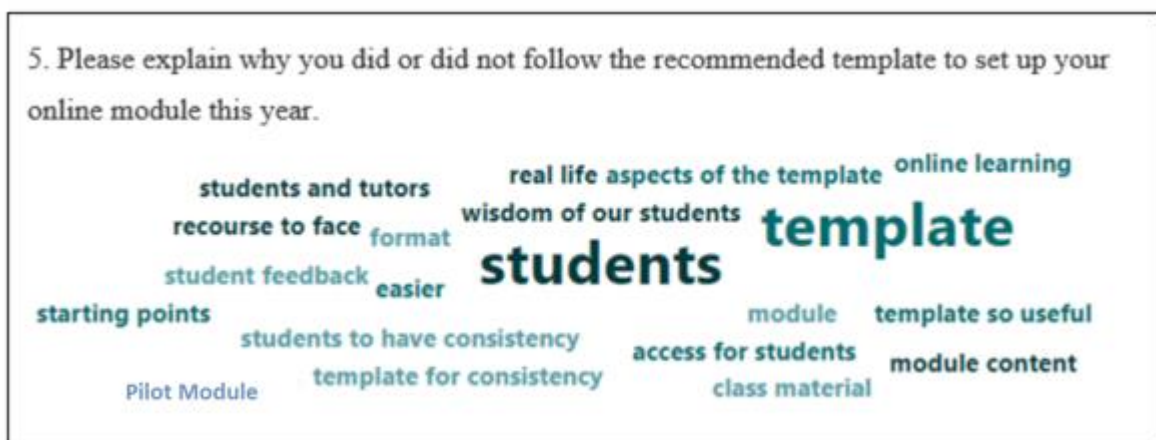 5. Please explain why you did or did not follow the recommended template to set up your
online module this year.
online learning
real life aspects of the template
students and tutors
wisdom of our students
template
recourse to face
format
students
student feedback
easier
starting points
module
template so useful
students to have consistency
access for students
module content
template for consistency
class material
Pilot Module